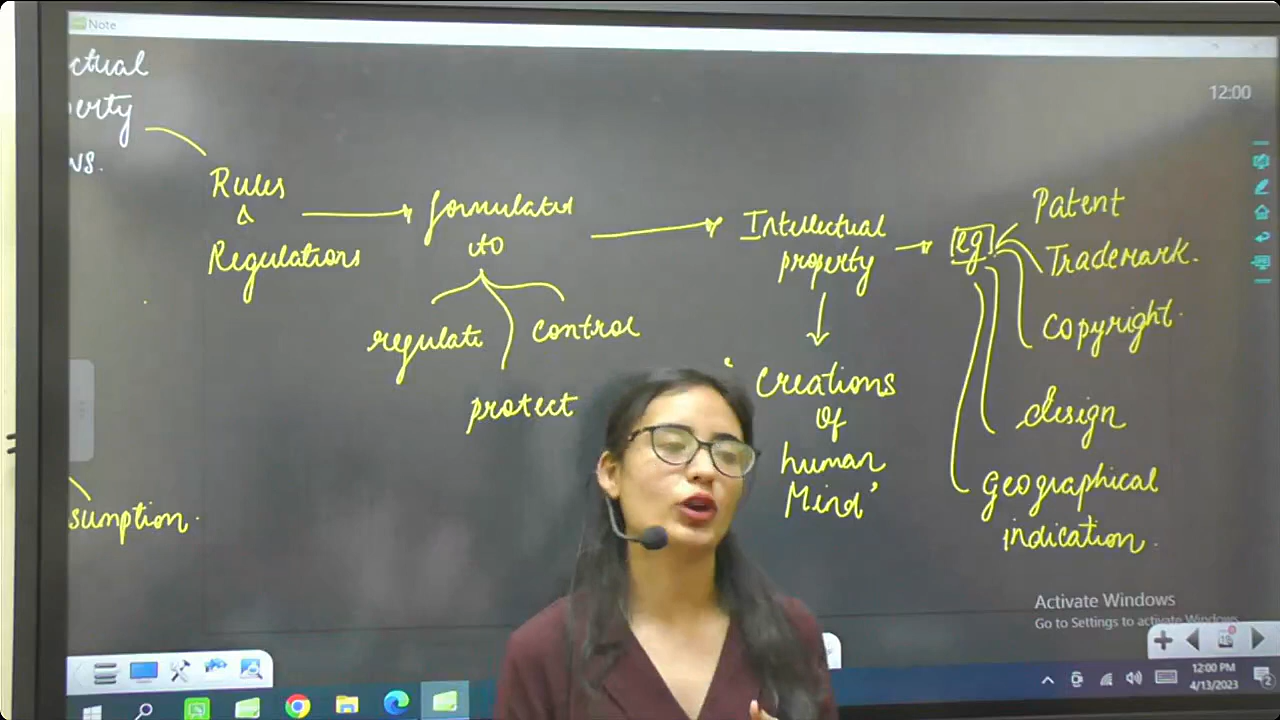 Note
ctual
erty
ws.
12:00
Rules
&
Regulations
formulated
to
regulate
protect
control
Intellectual
property
'Creations
of
human
Mind'
eg
Patent
Trademark.
Copyright.
design
Geographical
indication.
sumption.
Activate Windows
Go to Settings to activate Windows.
12:00 PM
4/13/2023